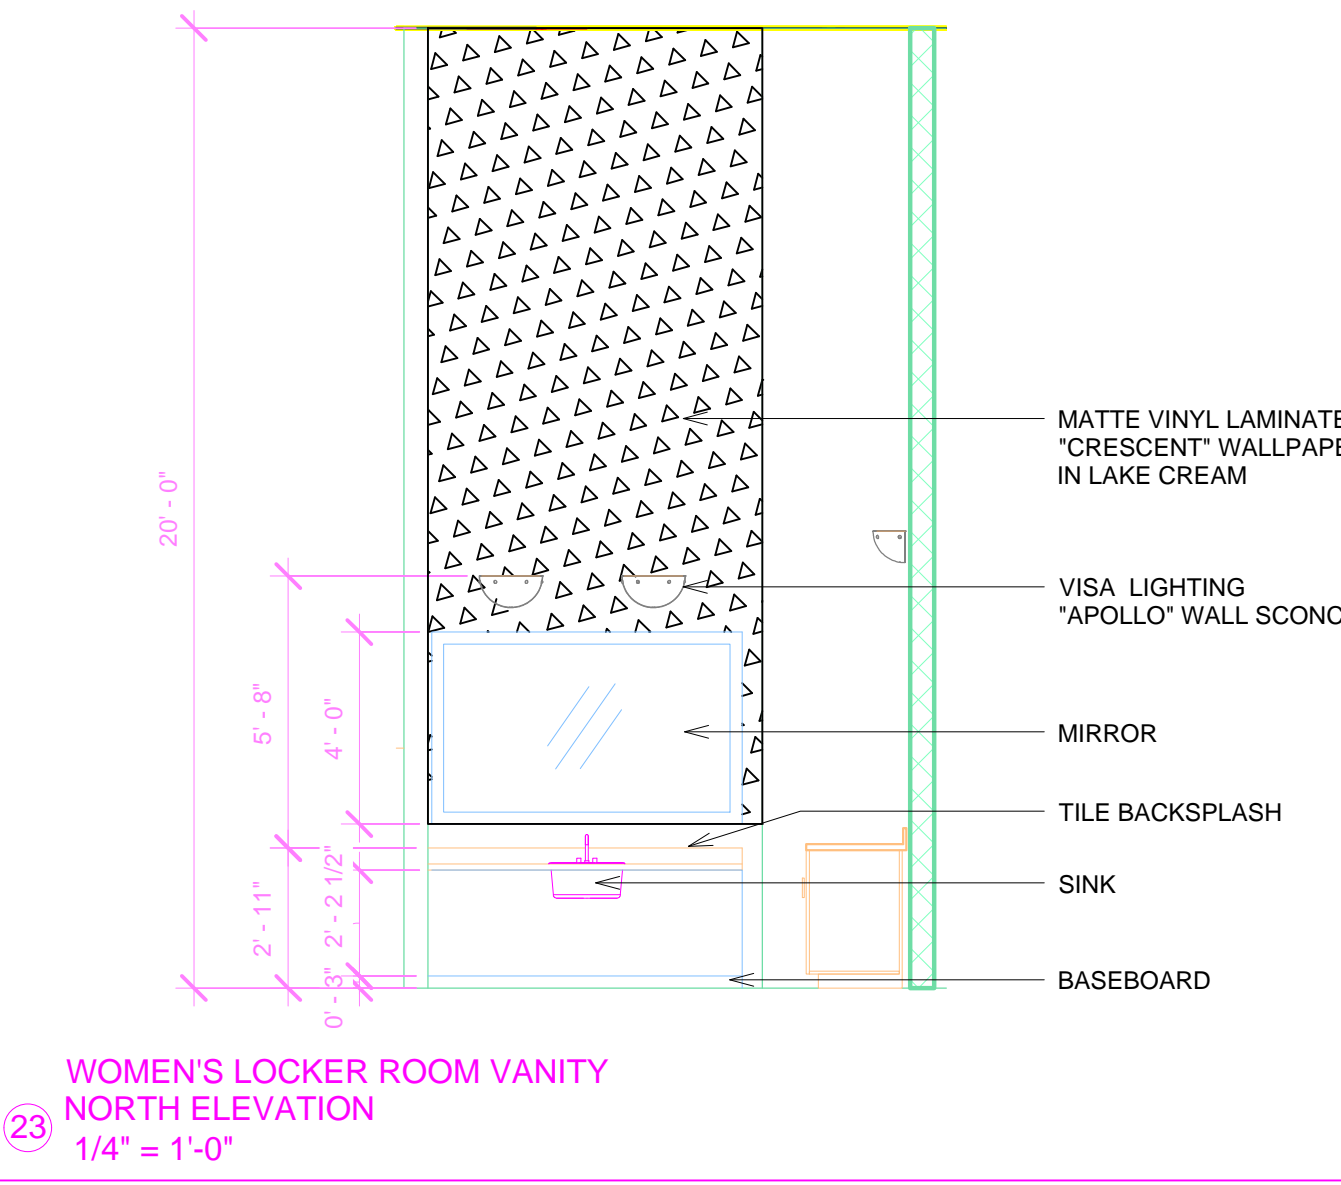 20' - 0"
5' - 8"
4' - 0"
2' - 11"
2' - 2 1/2"
0' - 3"
MATTE VINYL LAMINATE
"CRESCENT" WALLPAPE
IN LAKE CREAM
VISA LIGHTING
"APOLLO" WALL SCONC
MIRROR
TILE BACKSPLASH
SINK
BASEBOARD
WOMEN'S LOCKER ROOM VANITY
23 NORTH ELEVATION
1/4" = 1'-0"